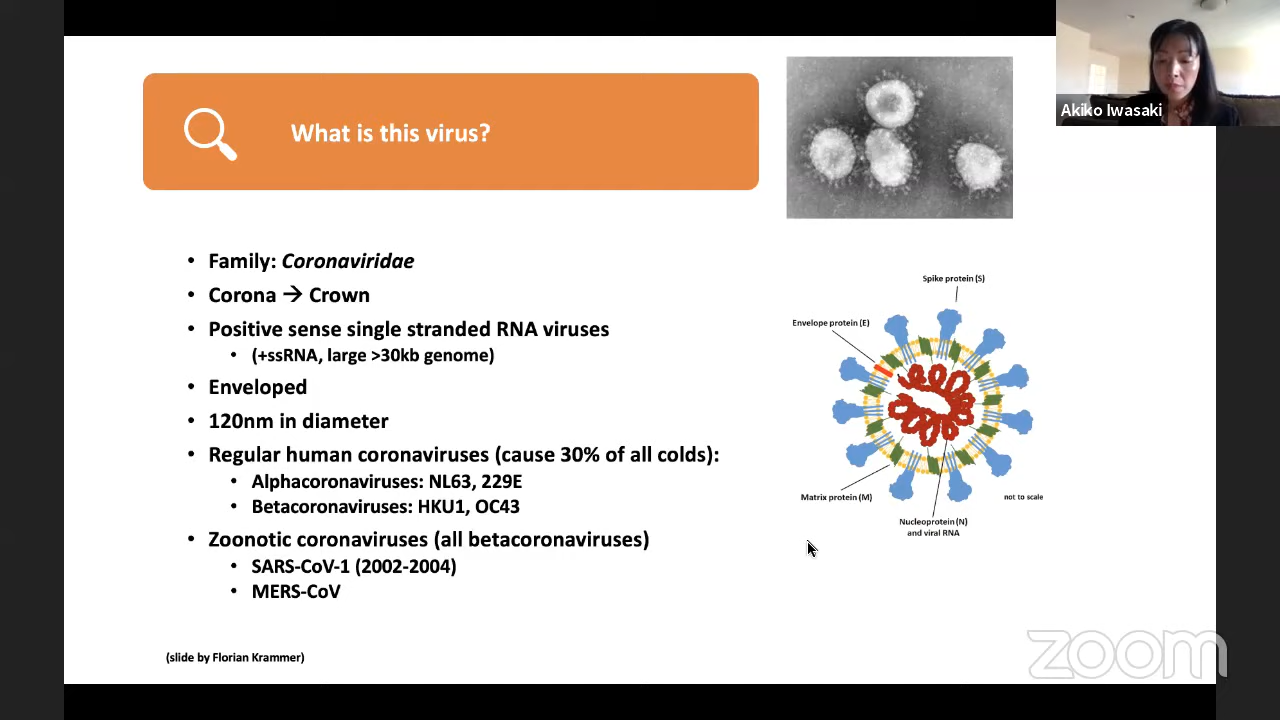 What is this virus?
Akiko Iwasaki
• Family: Coronaviridae
• Corona → Crown
• Positive sense single stranded RNA viruses
• (+ssRNA, large >30kb genome)
• Enveloped
• 120nm in diameter
• Regular human coronaviruses (cause 30% of all colds):
• Alphacoronaviruses: NL63, 229E
• Betacoronaviruses: HKU1, OC43
• Zoonotic coronaviruses (all betacoronaviruses)
• SARS-CoV-1 (2002-2004)
• MERS-CoV
(slide by Florian Krammer)
Spike protein (S)
Envelope protein (E)
Matrix protein (M)
not to scale
Nucleoprotein (N)
and viral RNA
zoom